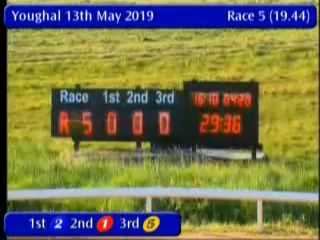 Youghal 13th May 2019 Race 5 (19.44)
Race 1st 2nd 3rd
R 5 0 0 0
29:36
1st 2 2nd 1 3rd 5